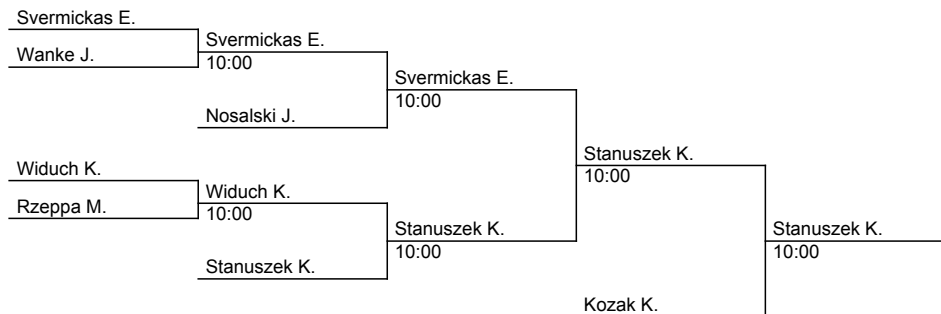 Svermickas E.
Svermickas E.
Wanke J.
10:00
Svermickas E.
10:00
Nosalski J.
Stanuszek K.
10:00
Widuch K.
Widuch K.
Rzeppa M.
10:00
Stanuszek K.
10:00
Stanuszek K.
10:00
Stanuszek K.
Kozak K.